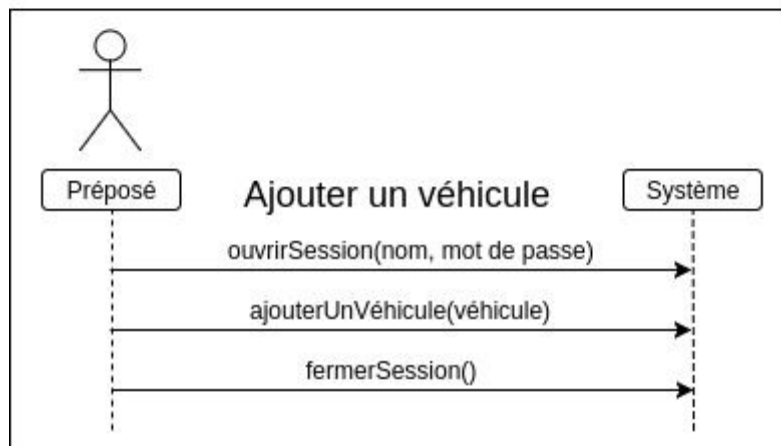 Préposé
Ajouter un véhicule
Système
ouvrirSession(nom, mot de passe)
ajouterUnVéhicule(véhicule)
fermerSession()